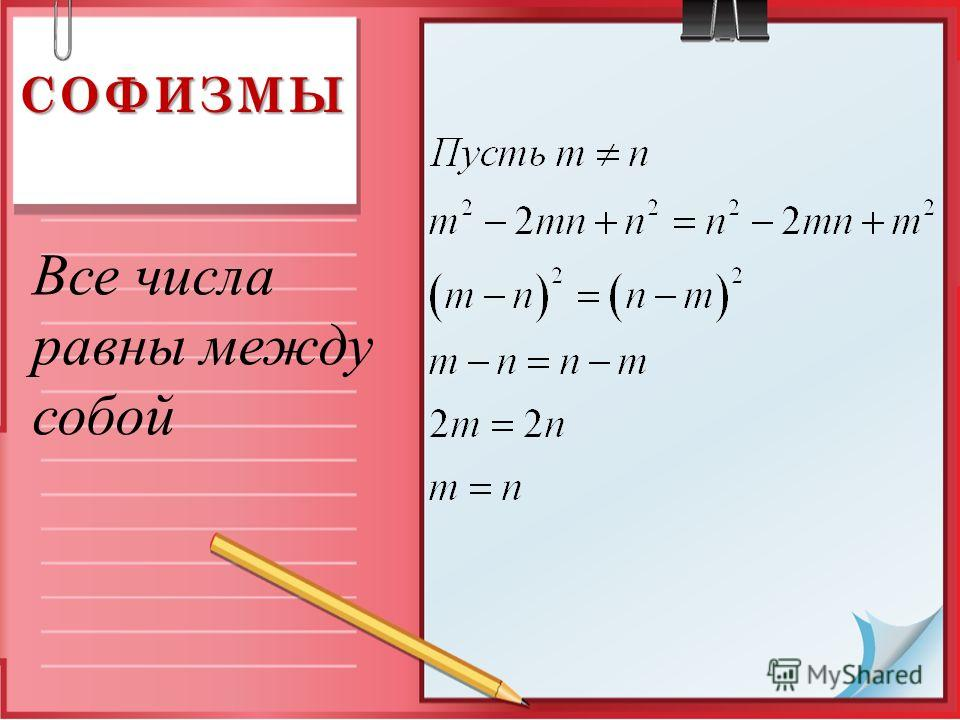 СОФИЗМЫ
Все числа
равны между
собой
Пусть m ≠ n
m² − 2mn + n² = n² − 2mn + m²
(m − n)² = (n − m)²
m − n = n − m
2m = 2n
m = n
MyShared